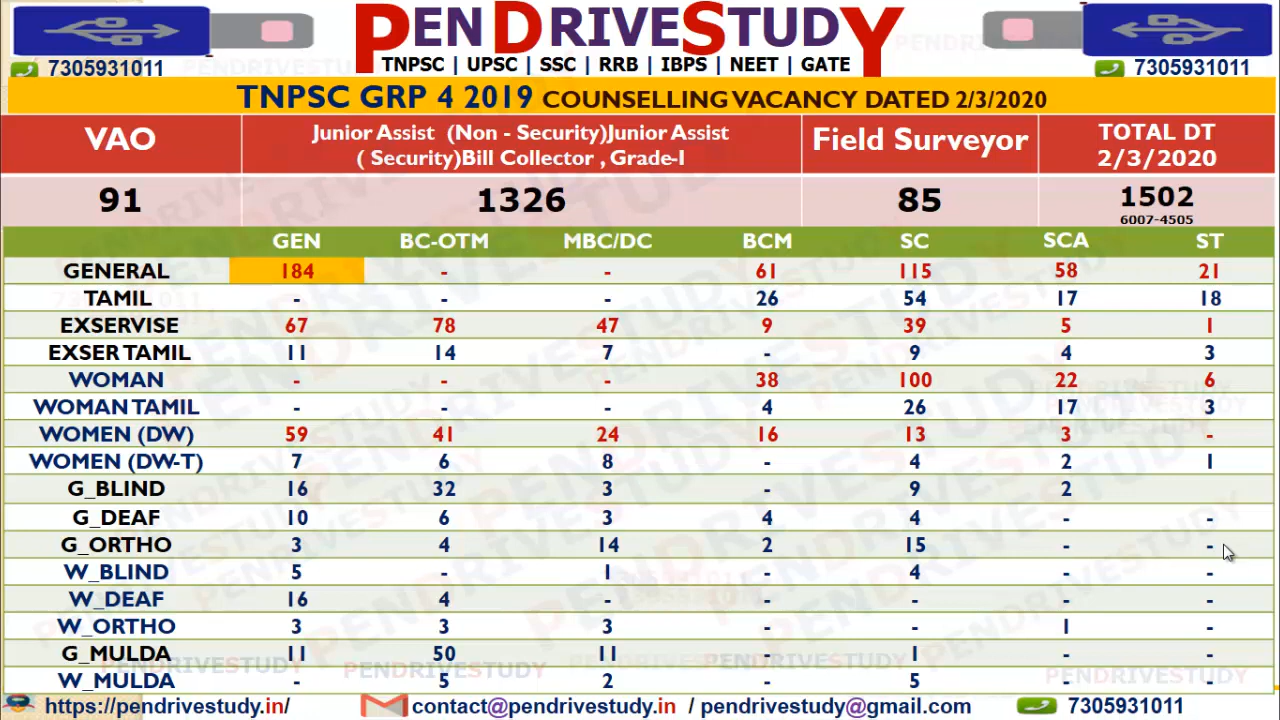 PENDRIVESTUDY
TNPSC | UPSC | SSC | RRB | IBPS | NEET | GATE
7305931011
7305931011
TNPSC GRP 4 2019 COUNSELLING VACANCY DATED 2/3/2020
VAO Junior Assist (Non - Security)Junior Assist ( Security)Bill Collector , Grade-I Field Surveyor TOTAL DT 2/3/2020
91 1326 85 1502
6007-4505
GEN BC-OTM MBC/DC BCM SC SCA ST
GENERAL 184 - - 61 115 58 21
TAMIL - - - 26 54 17 18
EXSERVISE 67 78 47 9 39 5 1
EXSER TAMIL 11 14 7 - 9 4 3
WOMAN - - - 38 100 22 6
WOMAN TAMIL - - - 4 26 17 3
WOMEN (DW) 59 41 24 16 13 3 -
WOMEN (DW-T) 7 6 8 - 4 2 1
G_BLIND 16 32 3 - 9 2
G_DEAF 10 6 3 4 4 - -
G_ORTHO 3 4 14 2 15 - -
W_BLIND 5 - 1 - 4 - -
W_DEAF 16 4 - - - - -
W_ORTHO 3 3 3 - - 1 -
G_MULDA 11 50 11 - 1 - -
W_MULDA - 5 2 - 5 - -
https://pendrivestudy.in/ contact@pendrivestudy.in / pendrivestudy@gmail.com 7305931011